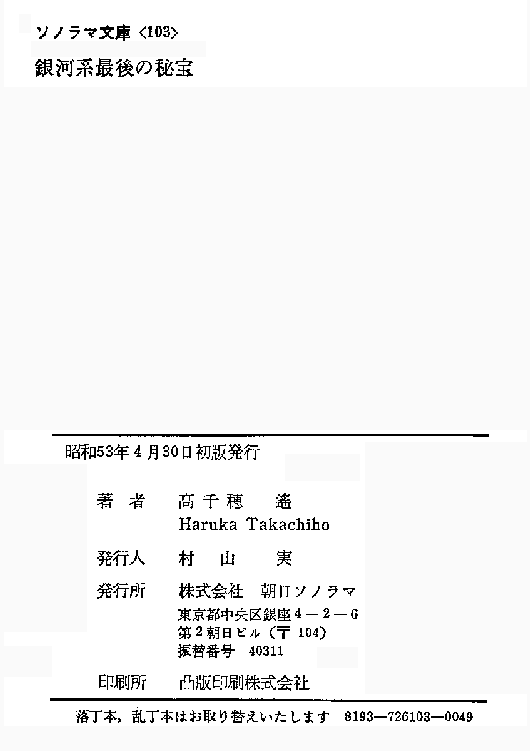 ソノラマ文庫〈103〉
銀河系最後の秘宝
昭和53年4月30日初版発行
著者 高千穂 遙
Haruka Takachiho
発行人 村山 実
発行所 株式会社 朝日ソノラマ
東京都中央区銀座4－2－6
第2朝日ビル（〒104）
振替番号 40311
印刷所 凸版印刷株式会社
落丁本，乱丁本はお取り替えいたします 8193—726103—0049